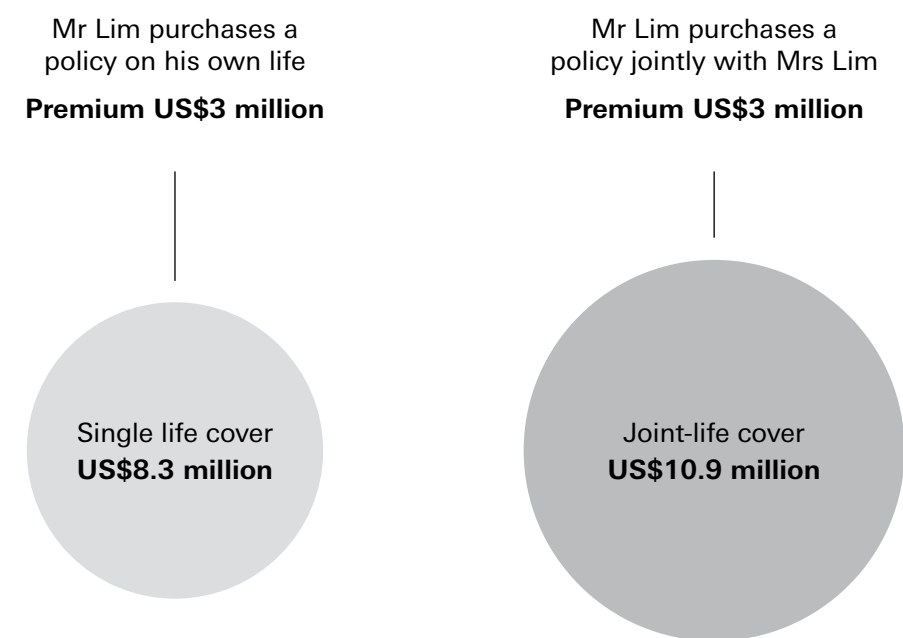 Mr Lim purchases a
policy on his own life
Premium US$3 million
Single life cover
US$8.3 million
Mr Lim purchases a
policy jointly with Mrs Lim
Premium US$3 million
Joint-life cover
US$10.9 million